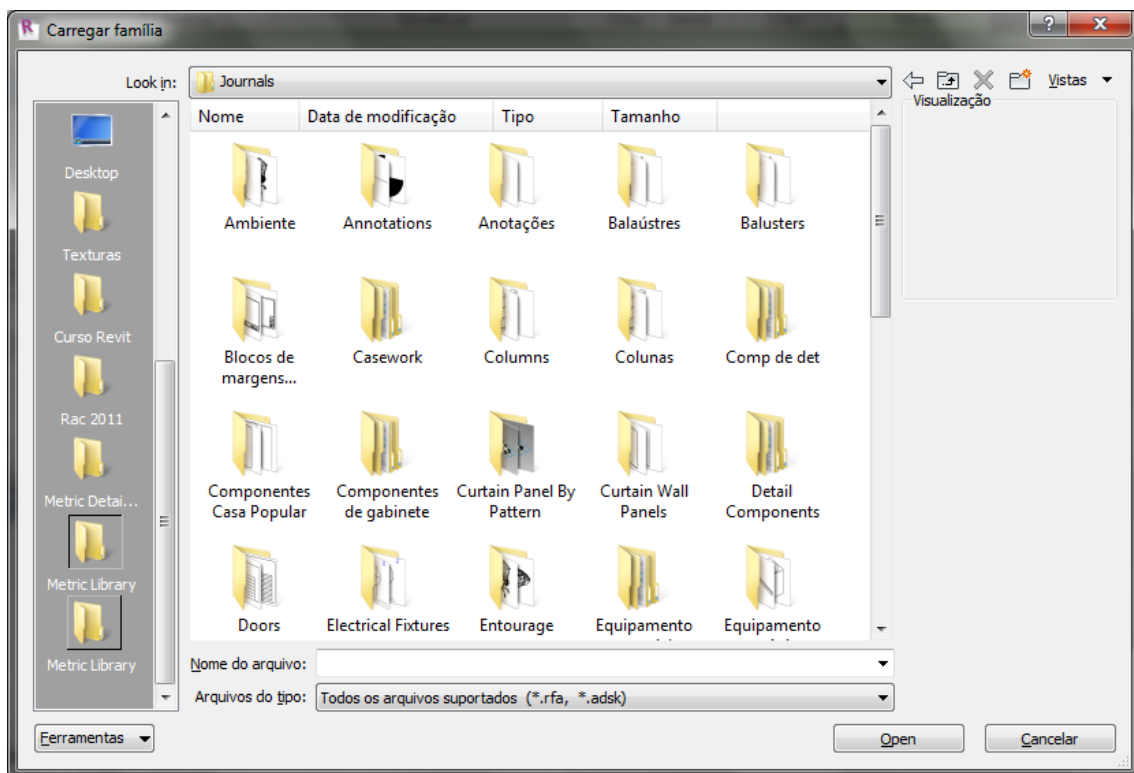 Carregar família
Look in:
Journals
Vistas
Desktop
Texturas
Curso Revit
Rac 2011
Metric Detai...
Metric Library
Metric Library
Nome Data de modificação Tipo Tamanho
Ambiente Annotations Anotações Balaústres Balusters
Blocos de Casework Columns Colunas Comp de det
margens...
Componentes Componentes Curtain Panel By Curtain Wall Detail
Casa Popular de gabinete Pattern Panels Components
Doors Electrical Fixtures Entourage Equipamento Equipamento
Visualização
Nome do arquivo:
Arquivos do tipo: Todos os arquivos suportados (*.rfa, *.adsk)
Ferramentas Open Cancelar